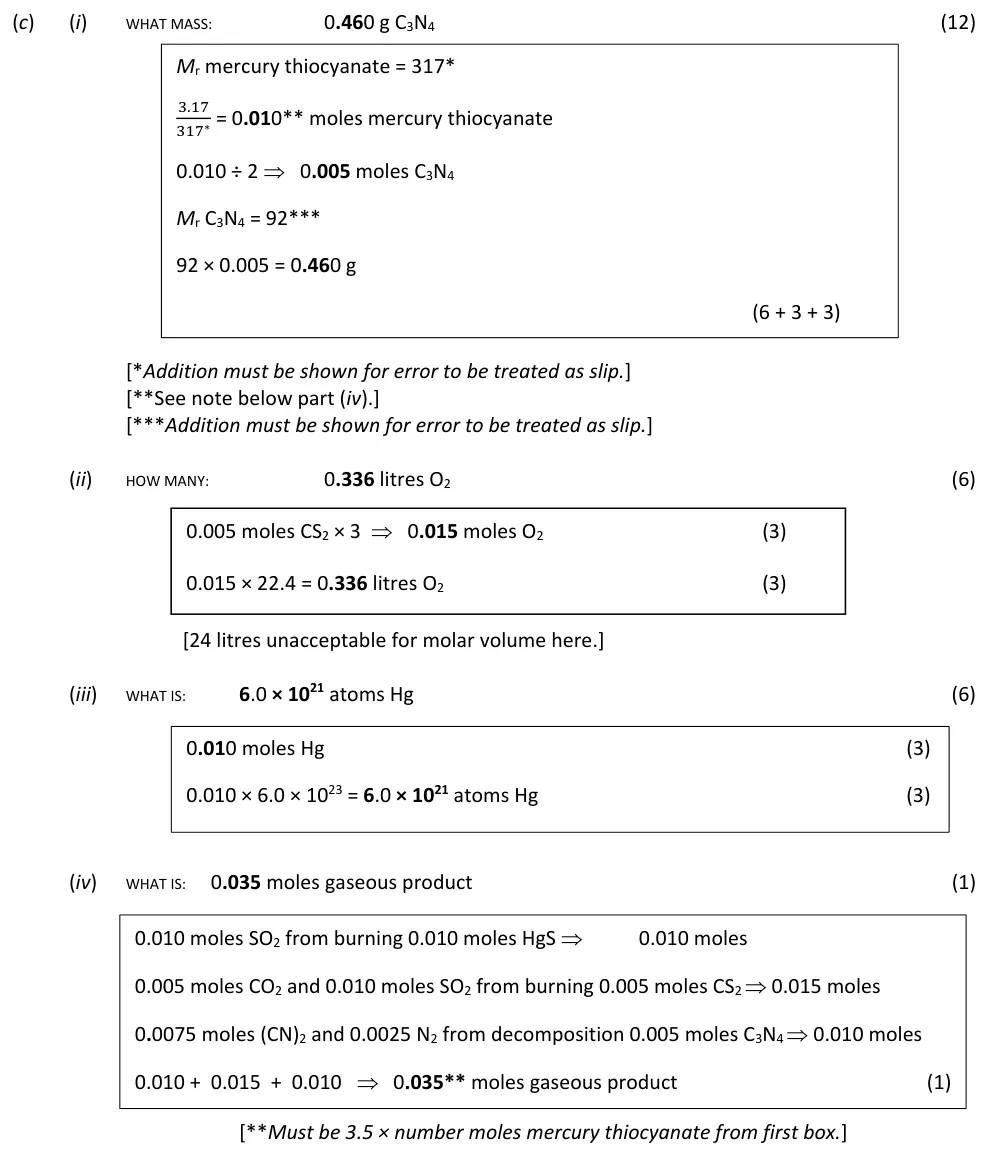 (c) (i) WHAT MASS: 0.460 g C₃N₄ (12)
Mᵣ mercury thiocyanate = 317*
3.17/317* = 0.010** moles mercury thiocyanate
0.010 ÷ 2 ⇒ 0.005 moles C₃N₄
Mᵣ C₃N₄ = 92***
92 × 0.005 = 0.460 g
(6 + 3 + 3)
[*Addition must be shown for error to be treated as slip.]
[**See note below part (iv).]
[***Addition must be shown for error to be treated as slip.]
(ii) HOW MANY: 0.336 litres O₂ (6)
0.005 moles CS₂ × 3 ⇒ 0.015 moles O₂ (3)
0.015 × 22.4 = 0.336 litres O₂ (3)
[24 litres unacceptable for molar volume here.]
(iii) WHAT IS: 6.0 × 10²¹ atoms Hg (6)
0.010 moles Hg (3)
0.010 × 6.0 × 10²³ = 6.0 × 10²¹ atoms Hg (3)
(iv) WHAT IS: 0.035 moles gaseous product (1)
0.010 moles SO₂ from burning 0.010 moles HgS ⇒ 0.010 moles
0.005 moles CO₂ and 0.010 moles SO₂ from burning 0.005 moles CS₂ ⇒ 0.015 moles
0.0075 moles (CN)₂ and 0.0025 N₂ from decomposition 0.005 moles C₃N₄ ⇒ 0.010 moles
0.010 + 0.015 + 0.010 ⇒ 0.035** moles gaseous product (1)
[**Must be 3.5 × number moles mercury thiocyanate from first box.]